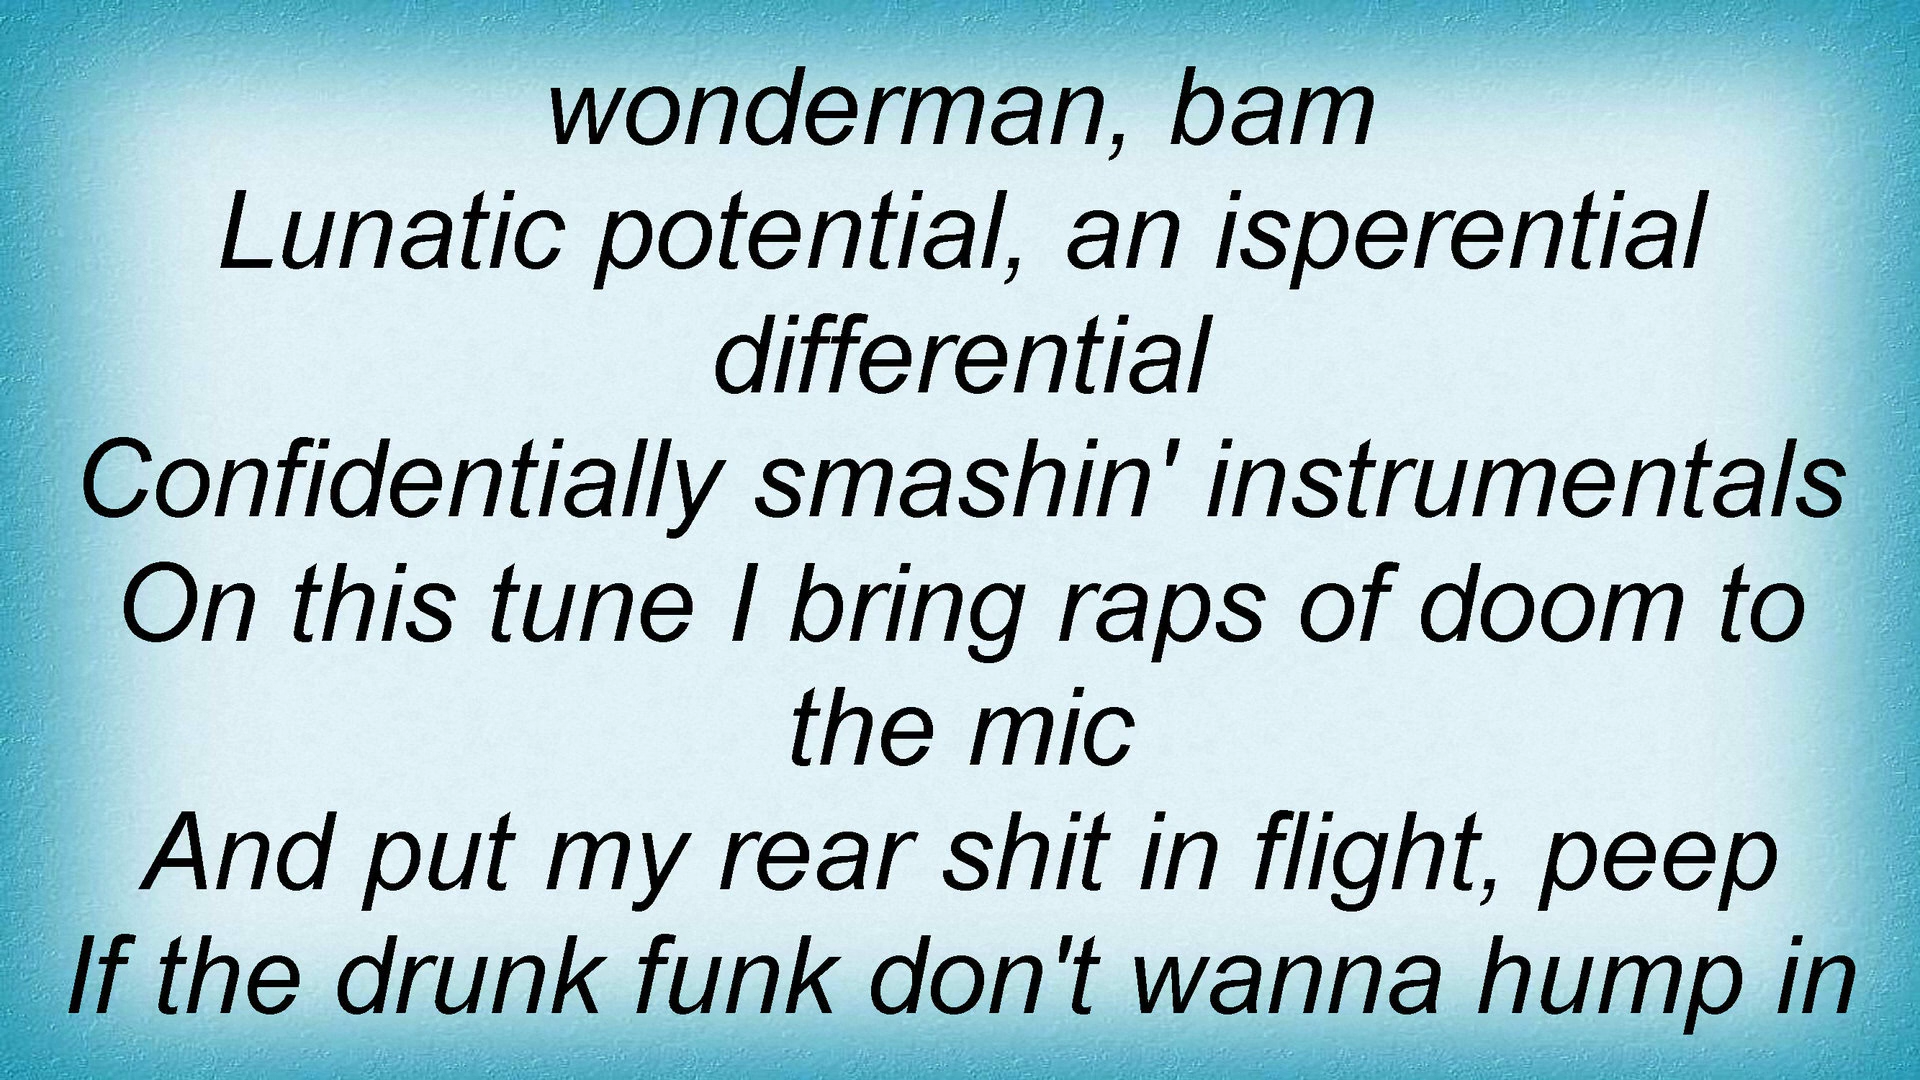 wonderman, bam
Lunatic potential, an isperential
differential
Confidentially smashin' instrumentals
On this tune I bring raps of doom to
the mic
And put my rear shit in flight, peep
If the drunk funk don't wanna hump in